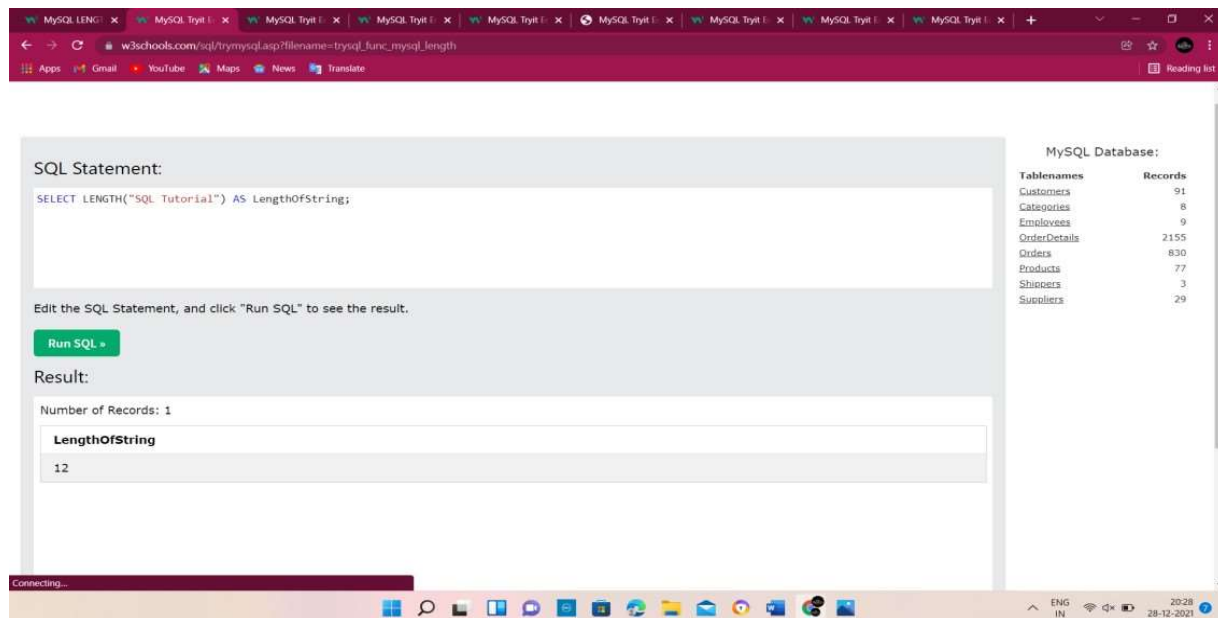 MySQL LENGT
MySQL Tryit E
MySQL Tryit E
MySQL Tryit E
MySQL Tryit E
MySQL Tryit E
MySQL Tryit E
MySQL Tryit E
MySQL Tryit E
w3schools.com/sql/trymysql.asp?filename=trysql_func_mysql_length
Apps Gmail YouTube Maps News Translate Reading list
SQL Statement:
SELECT LENGTH("SQL Tutorial") AS LengthOfString;
Edit the SQL Statement, and click "Run SQL" to see the result.
Run SQL »
Result:
Number of Records: 1
LengthOfString
12
MySQL Database:
Tablenames Records
Customers 91
Categories 8
Employees 9
OrderDetails 2155
Orders 830
Products 77
Shippers 3
Suppliers 29
Connecting...
ENG
IN
20:28
28-12-2021
7